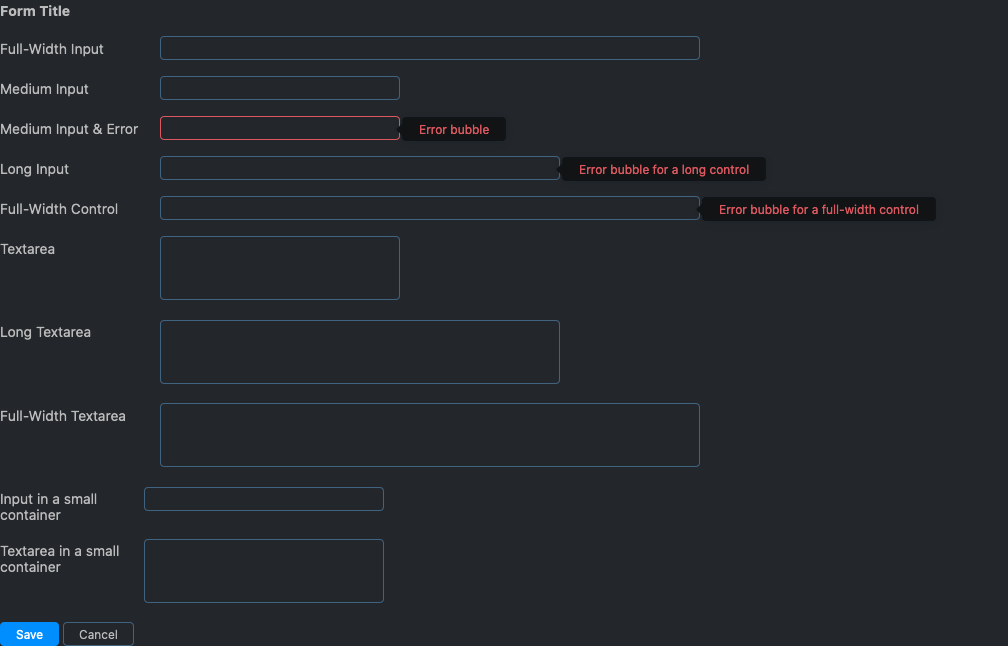 Form Title
Full-Width Input
Medium Input
Medium Input & Error
Error bubble
Long Input
Error bubble for a long control
Full-Width Control
Error bubble for a full-width control
Textarea
Long Textarea
Full-Width Textarea
Input in a small
container
Textarea in a small
container
Save
Cancel